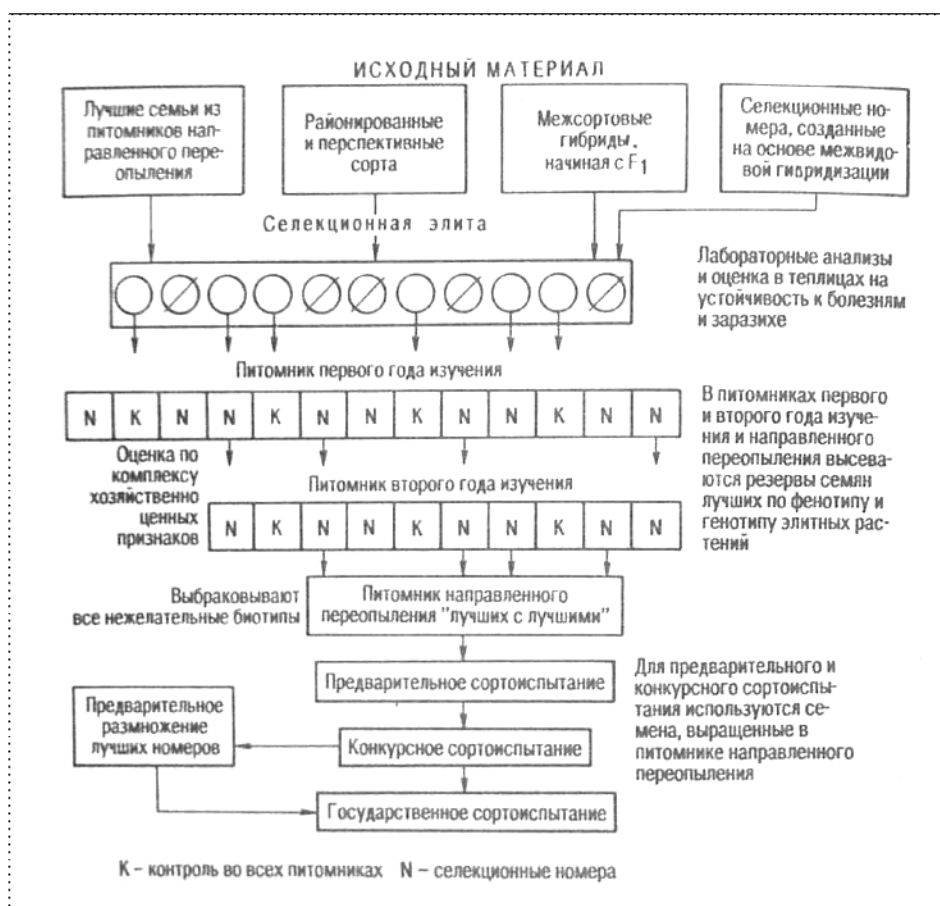 ИСХОДНЫЙ МАТЕРИАЛ
Лучшие семьи из
питомников нап-
равленного пере-
опыления
Районированные
и перспективные
сорта
Межсортовые
гибриды,
начиная с F1
Селекционные но-
мера, созданные
на основе межвидо-
вой гибридизации
Селекционная элита
Лабораторные анализы
и оценка в теплицах на
устойчивость к болезням
и заразихе
Питомник первого года изучения
N K N N K N N K N N K N N
В питомниках первого
и второго года изуче-
ния и направленного
переопыления высева-
ются резервы семян
лучших по фенотипу и
генотипу элитных рас-
тений
Оценка по
комплексу
хозяйственно
ценных
признаков
Питомник второго года изучения
N K N N K N N K N N
Выбраковывают
все нежелательные биотипы
Питомник направленного
переопыления "лучших с лучшими"
Предварительное сортоиспытание
Для предварительного и
конкурсного сортоиспы-
тания используются се-
мена, выращенные в
питомнике направленного
переопыления
Предварительное
размножение
лучших номеров
Конкурсное сортоиспытание
Государственное сортоиспытание
K – контроль во всех питомниках N – селекционные номера